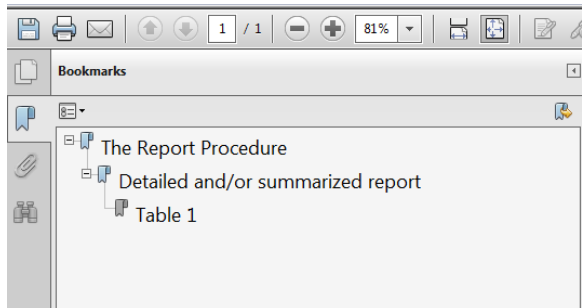 1 / 1 81%
Bookmarks
The Report Procedure
Detailed and/or summarized report
Table 1